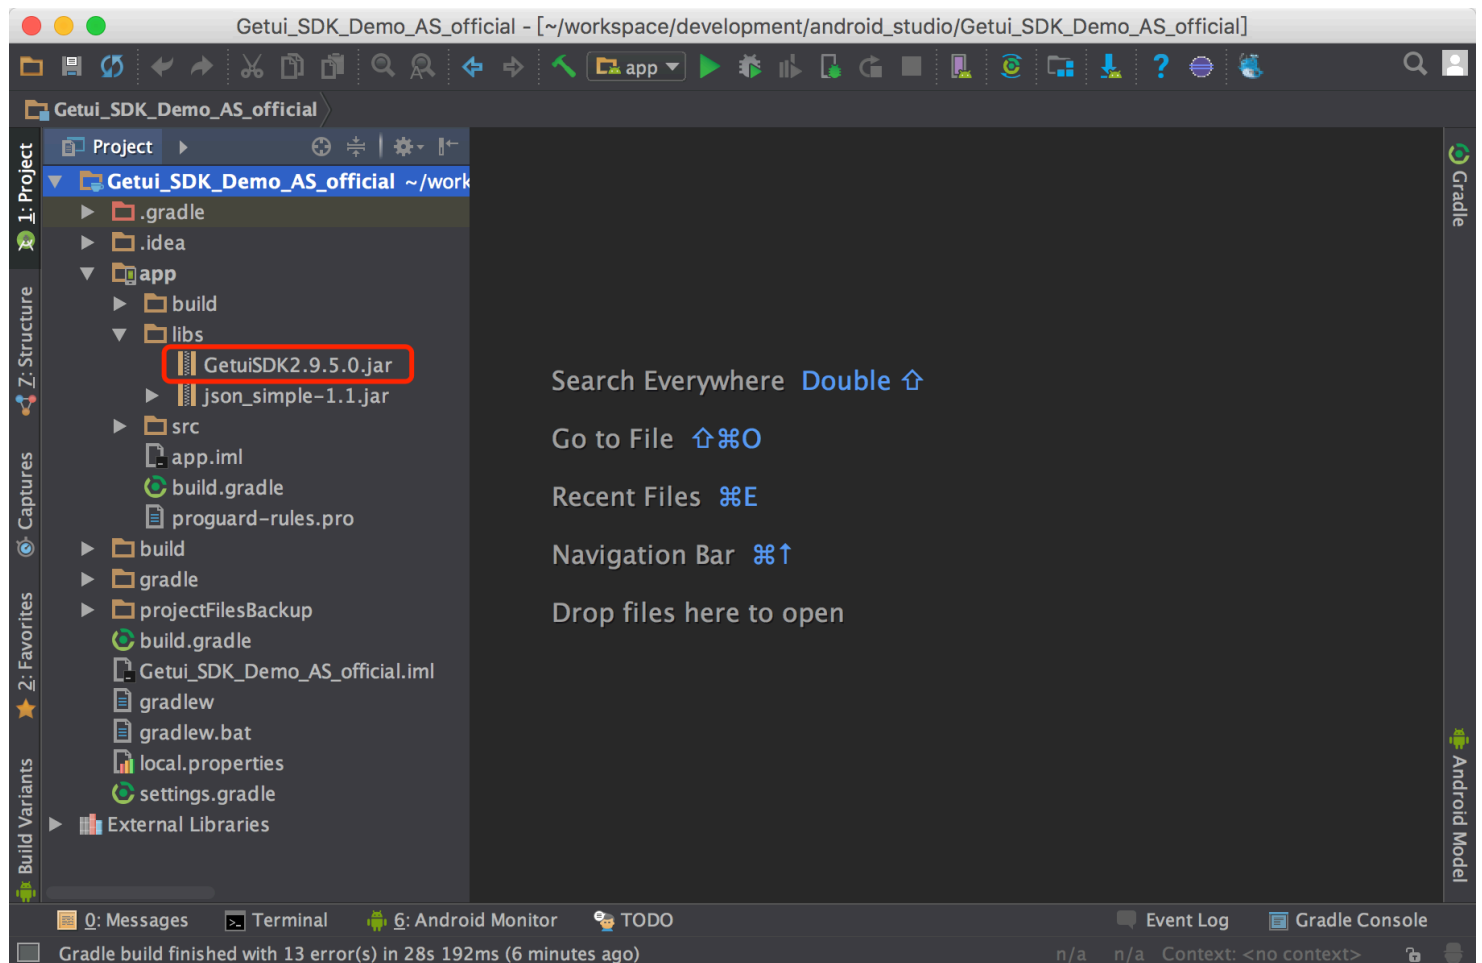 Getui_SDK_Demo_AS_official - [~/workspace/development/android_studio/Getui_SDK_Demo_AS_official]
app
Getui_SDK_Demo_AS_official
Project
1: Project
Z: Structure
Captures
2: Favorites
Build Variants
Getui_SDK_Demo_AS_official ~/work
.gradle
.idea
app
build
libs
GetuiSDK2.9.5.0.jar
json_simple-1.1.jar
src
app.iml
build.gradle
proguard-rules.pro
build
gradle
projectFilesBackup
build.gradle
Getui_SDK_Demo_AS_official.iml
gradlew
gradlew.bat
local.properties
settings.gradle
External Libraries
Search Everywhere Double ⇧
Go to File ⇧⌘O
Recent Files ⌘E
Navigation Bar ⌘↑
Drop files here to open
Gradle
Android Model
0: Messages Terminal 6: Android Monitor TODO Event Log Gradle Console
Gradle build finished with 13 error(s) in 28s 192ms (6 minutes ago) n/a n/a Context: <no context>